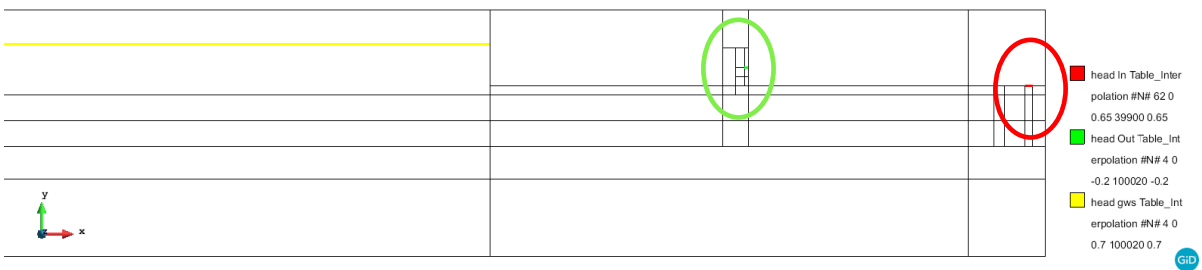 head In Table_Inter
polation #N# 62 0
0.65 39900 0.65
head Out Table_Int
erpolation #N# 4 0
-0.2 100020 -0.2
head gws Table_Int
erpolation #N# 4 0
0.7 100020 0.7
y
x
GiD